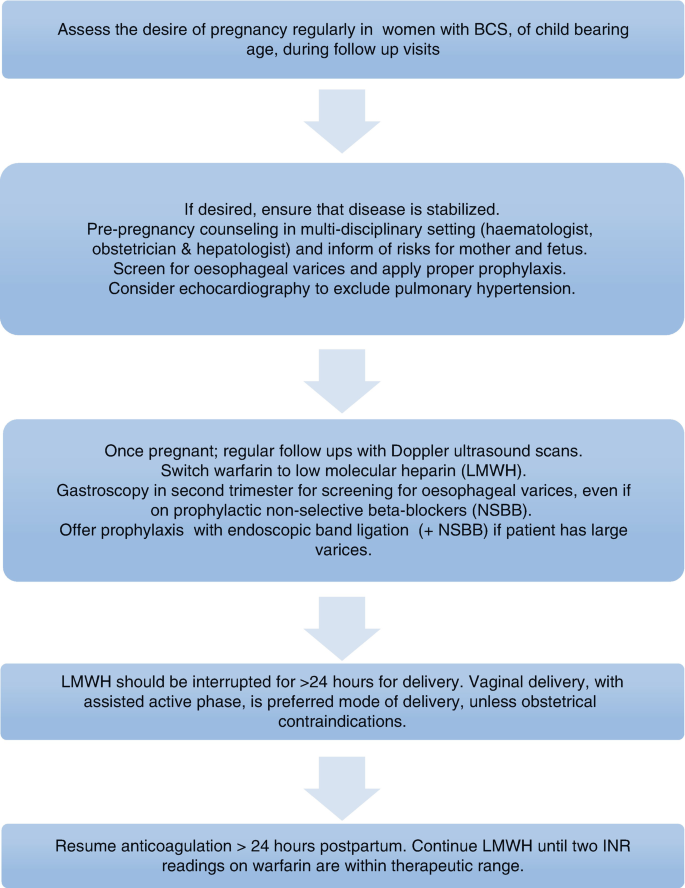 Assess the desire of pregnancy regularly in women with BCS, of child bearing
age, during follow up visits
If desired, ensure that disease is stabilized.
Pre-pregnancy counseling in multi-disciplinary setting (haematologist,
obstetrician & hepatologist) and inform of risks for mother and fetus.
Screen for oesophageal varices and apply proper prophylaxis.
Consider echocardiography to exclude pulmonary hypertension.
Once pregnant; regular follow ups with Doppler ultrasound scans.
Switch warfarin to low molecular heparin (LMWH).
Gastroscopy in second trimester for screening for oesophageal varices, even if
on prophylactic non-selective beta-blockers (NSBB).
Offer prophylaxis with endoscopic band ligation (+ NSBB) if patient has large
varices.
LMWH should be interrupted for >24 hours for delivery. Vaginal delivery, with
assisted active phase, is preferred mode of delivery, unless obstetrical
contraindications.
Resume anticoagulation > 24 hours postpartum. Continue LMWH until two INR
readings on warfarin are within therapeutic range.